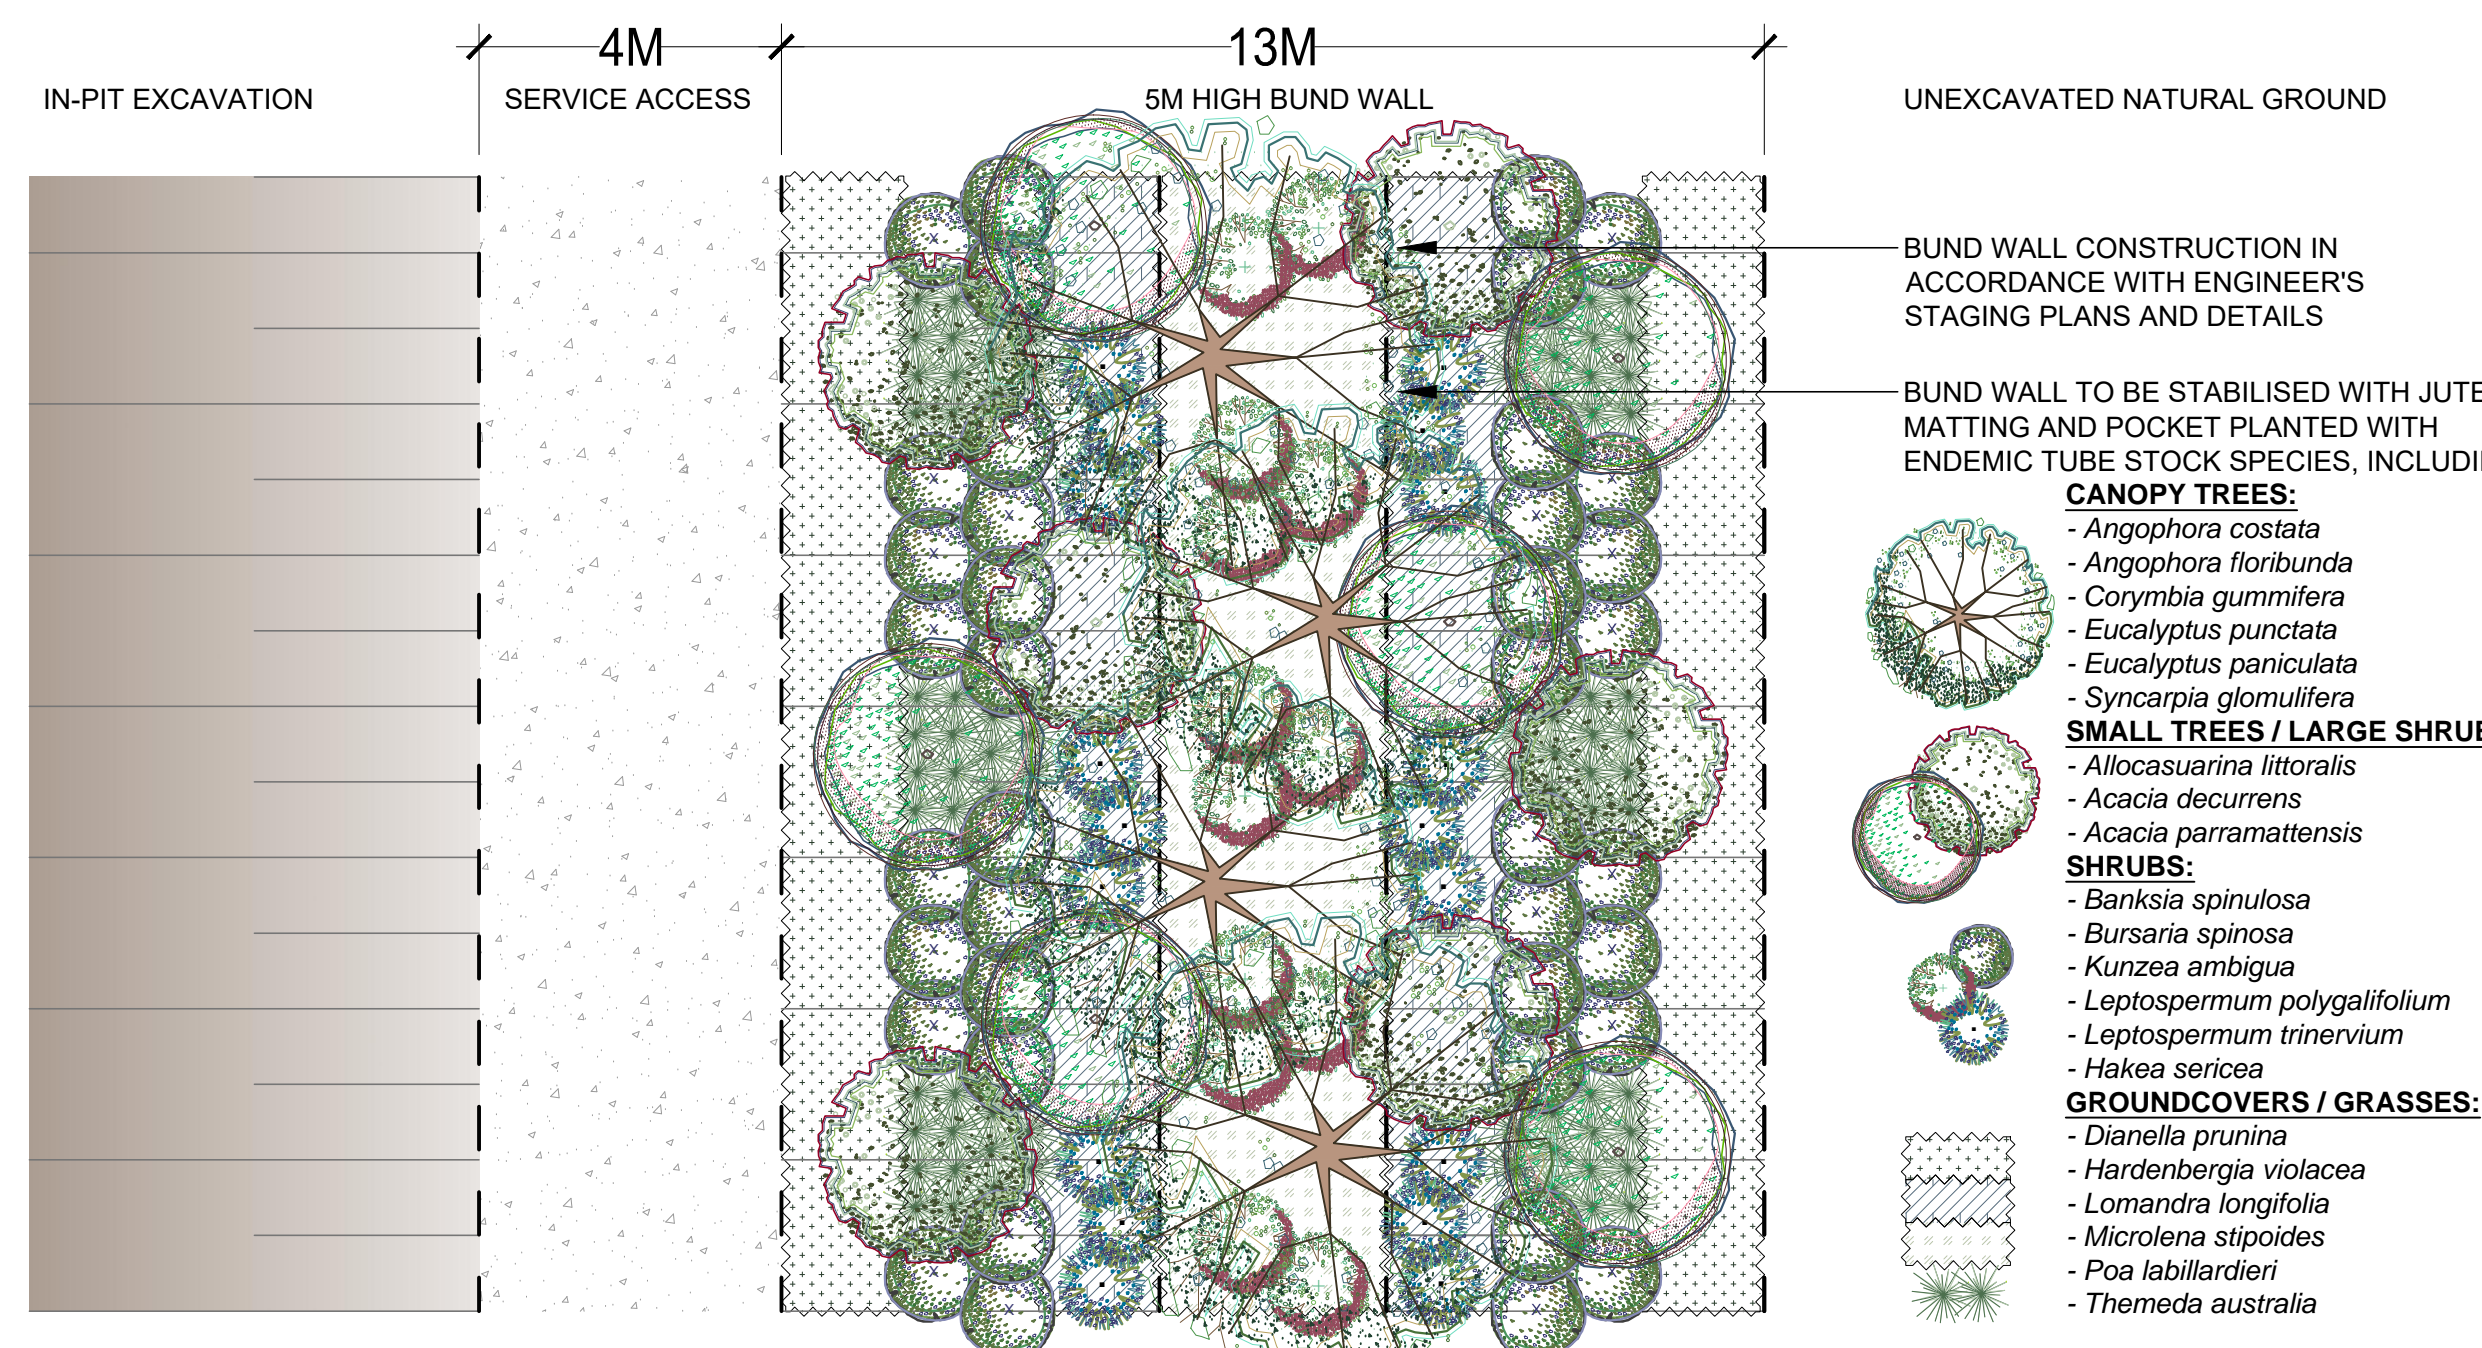 4M
13M
IN-PIT EXCAVATION
SERVICE ACCESS
5M HIGH BUND WALL
UNEXCAVATED NATURAL GROUND
BUND WALL CONSTRUCTION IN
ACCORDANCE WITH ENGINEER'S
STAGING PLANS AND DETAILS
BUND WALL TO BE STABILISED WITH JUTE
MATTING AND POCKET PLANTED WITH
ENDEMIC TUBE STOCK SPECIES,
CANOPY TREES:
- Angophora costata
- Angophora floribunda
- Corymbia gummifera
- Eucalyptus punctata
- Eucalyptus paniculata
- Syncarpia glomulifera
SMALL TREES / LARGE
- Allocasuarina littoralis
- Acacia decurrens
- Acacia parramattensis
SHRUBS:
- Banksia spinulosa
- Bursaria spinosa
- Kunzea ambigua
- Leptospermum polygalifolium
- Leptospermum trinervium
- Hakea sericea
GROUNDCOVERS / GRASSES:
- Dianella prunina
- Hardenbergia violacea
- Lomandra longifolia
- Microlena stipoides
- Poa labillardieri
- Themeda australia